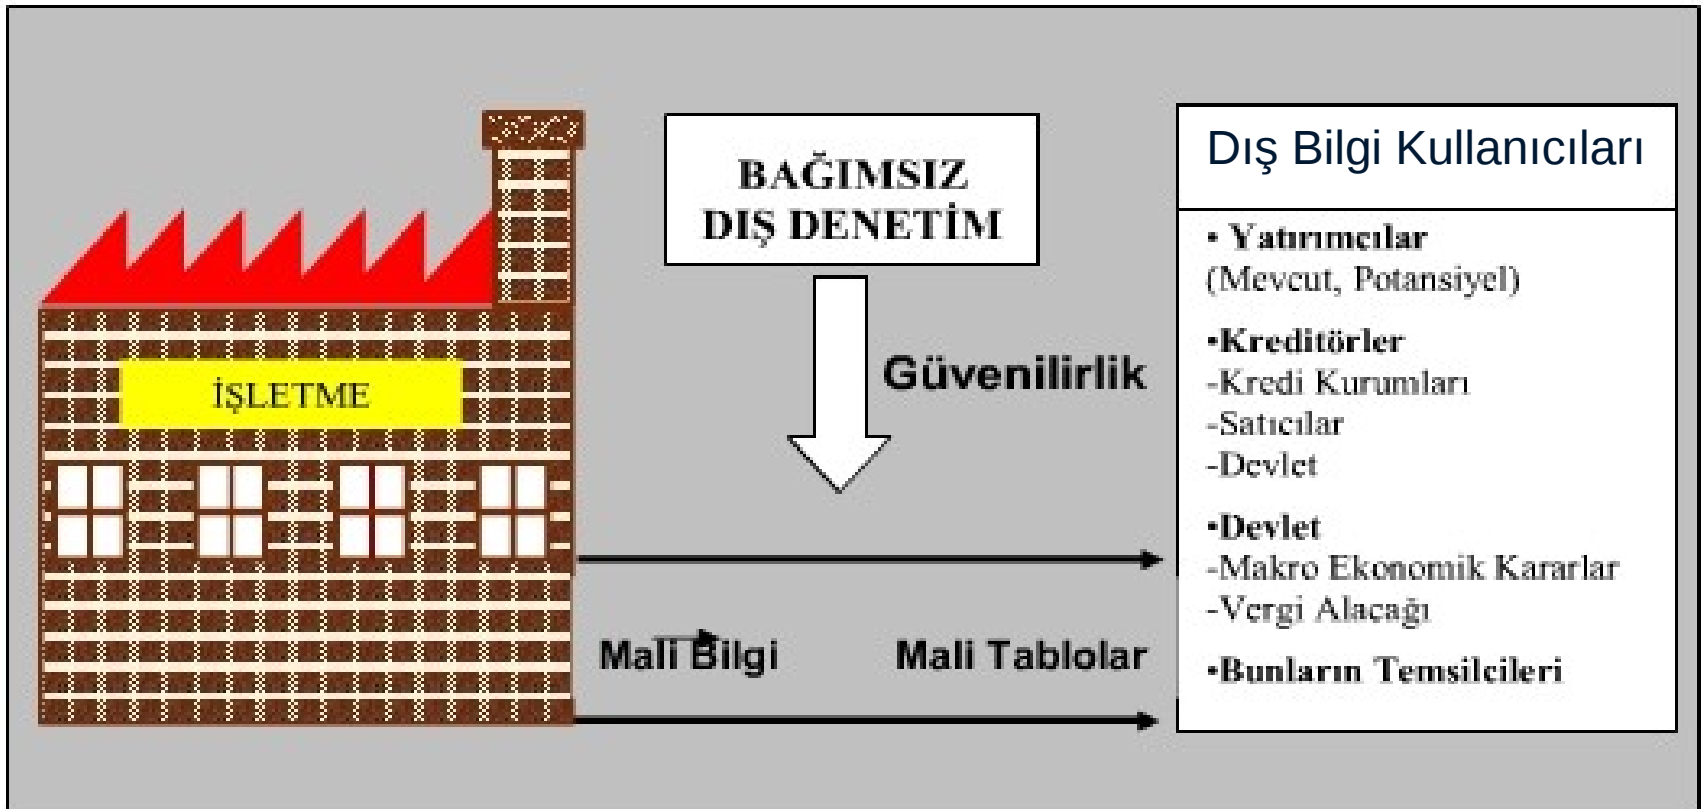 İŞLETME
BAĞIMSIZ
DIŞ DENETİM
Güvenilirlik
Mali Bilgi
Mali Tablolar
Dış Bilgi Kullanıcıları
• Yatırımcılar
(Mevcut, Potansiyel)
•Kreditörler
-Kredi Kurumları
-Satıcılar
-Devlet
•Devlet
-Makro Ekonomik Kararlar
-Vergi Alacağı
•Bunların Temsilcileri